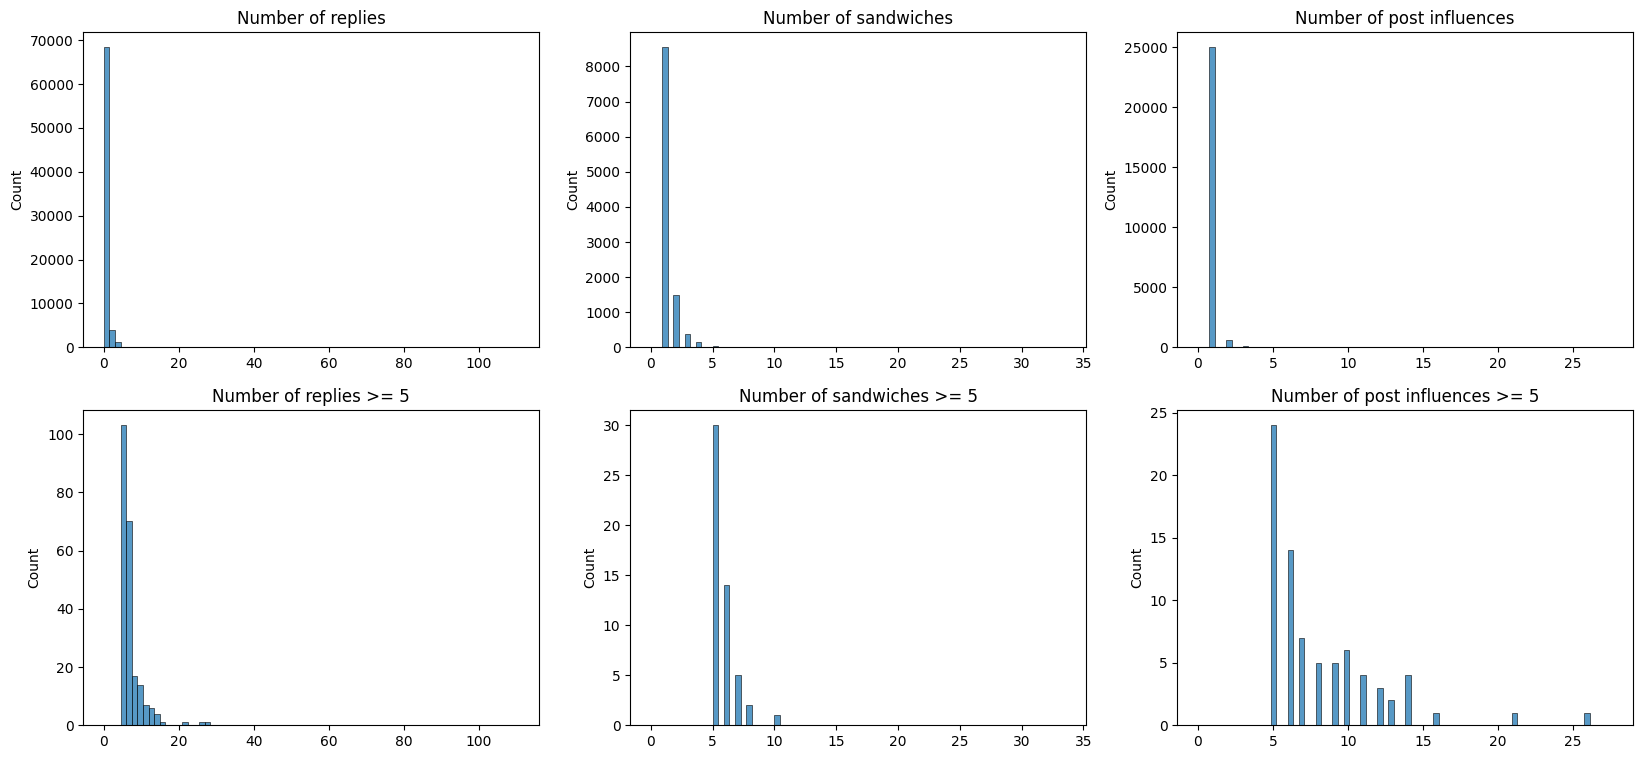 Number of replies
70000
60000
50000
40000
30000
20000
10000
0
Count
0 20 40 60 80 100
Number of sandwiches
8000
7000
6000
5000
4000
3000
2000
1000
0
Count
0 5 10 15 20 25 30 35
Number of post influences
25000
20000
15000
10000
5000
0
Count
0 5 10 15 20 25
Number of replies >= 5
100
80
60
40
20
0
Count
0 20 40 60 80 100
Number of sandwiches >= 5
30
25
20
15
10
5
0
Count
0 5 10 15 20 25 30 35
Number of post influences >= 5
25
20
15
10
5
0
Count
0 5 10 15 20 25